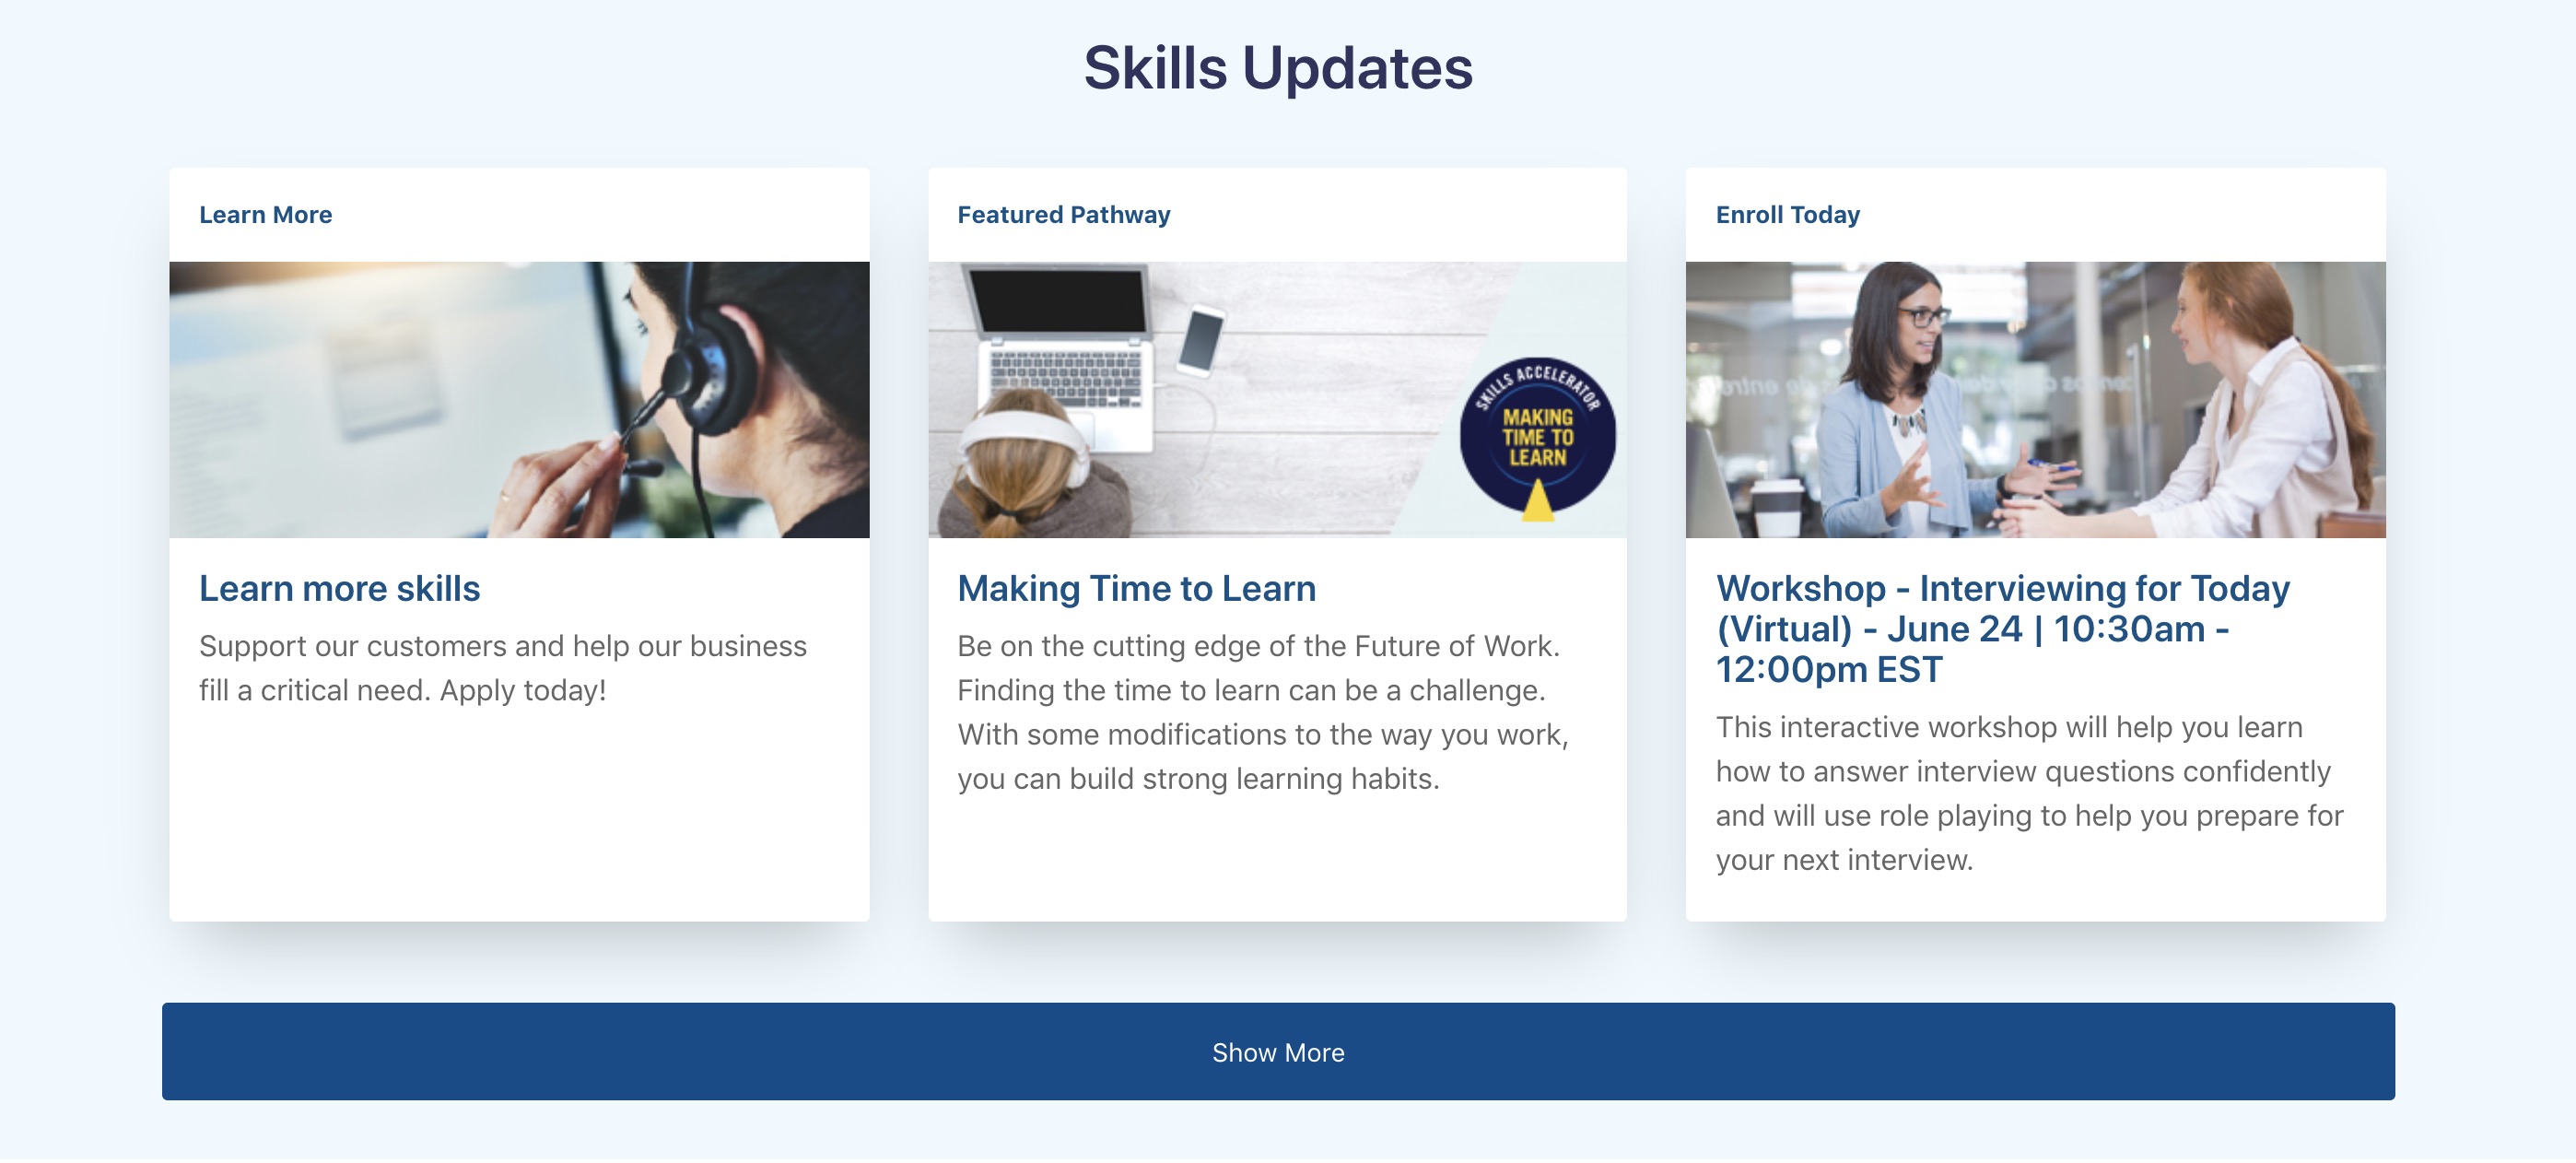 Skills Updates
Learn More
Featured Pathway
Enroll Today
SKILLS ACCELERATOR
MAKING
TIME TO
LEARN
Learn more skills
Support our customers and help our business
fill a critical need. Apply today!
Making Time to Learn
Be on the cutting edge of the Future of Work.
Finding the time to learn can be a challenge.
With some modifications to the way you work,
you can build strong learning habits.
Workshop - Interviewing for Today
(Virtual) - June 24 | 10:30am -
12:00pm EST
This interactive workshop will help you learn
how to answer interview questions confidently
and will use role playing to help you prepare for
your next interview.
Show More